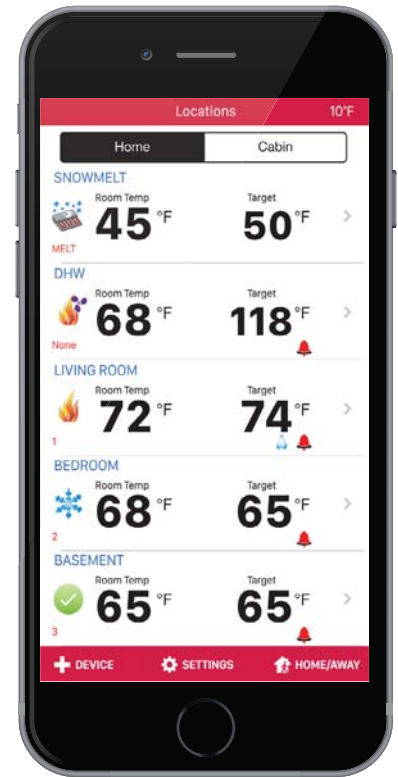 Locations 10°F
Home Cabin
SNOWMELT
Room Temp Target
45 °F 50 °F
MELT
DHW
Room Temp Target
68 °F 118 °F
None
LIVING ROOM
Room Temp Target
72 °F 74 °F
1
BEDROOM
Room Temp Target
68 °F 65 °F
2
BASEMENT
Room Temp Target
65 °F 65 °F
3
DEVICE SETTINGS HOME/AWAY